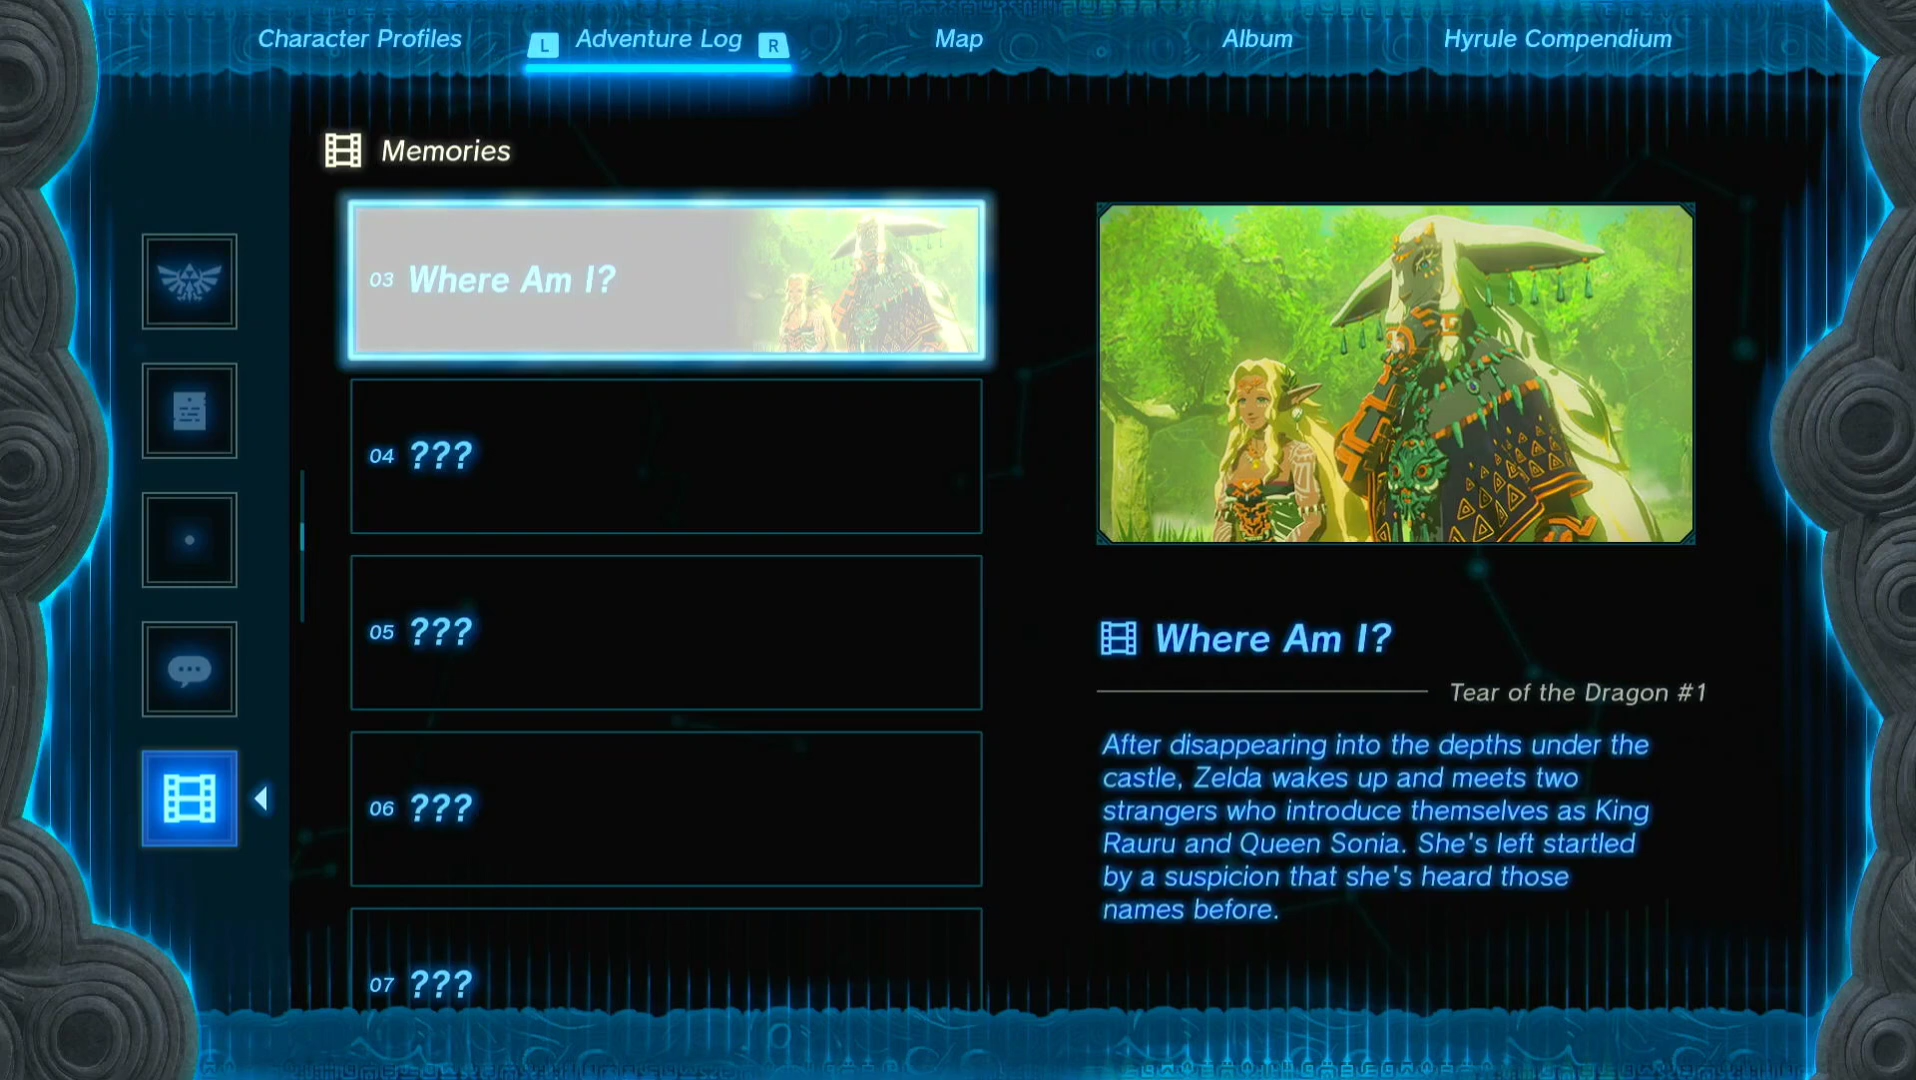 Character Profiles
L Adventure Log R
Map
Album
Hyrule Compendium
Memories
03 Where Am I?
04 ???
05 ???
06 ???
07 ???
Where Am I?
Tear of the Dragon #1
After disappearing into the depths under the
castle, Zelda wakes up and meets two
strangers who introduce themselves as King
Rauru and Queen Sonia. She's left startled
by a suspicion that she's heard those
names before.